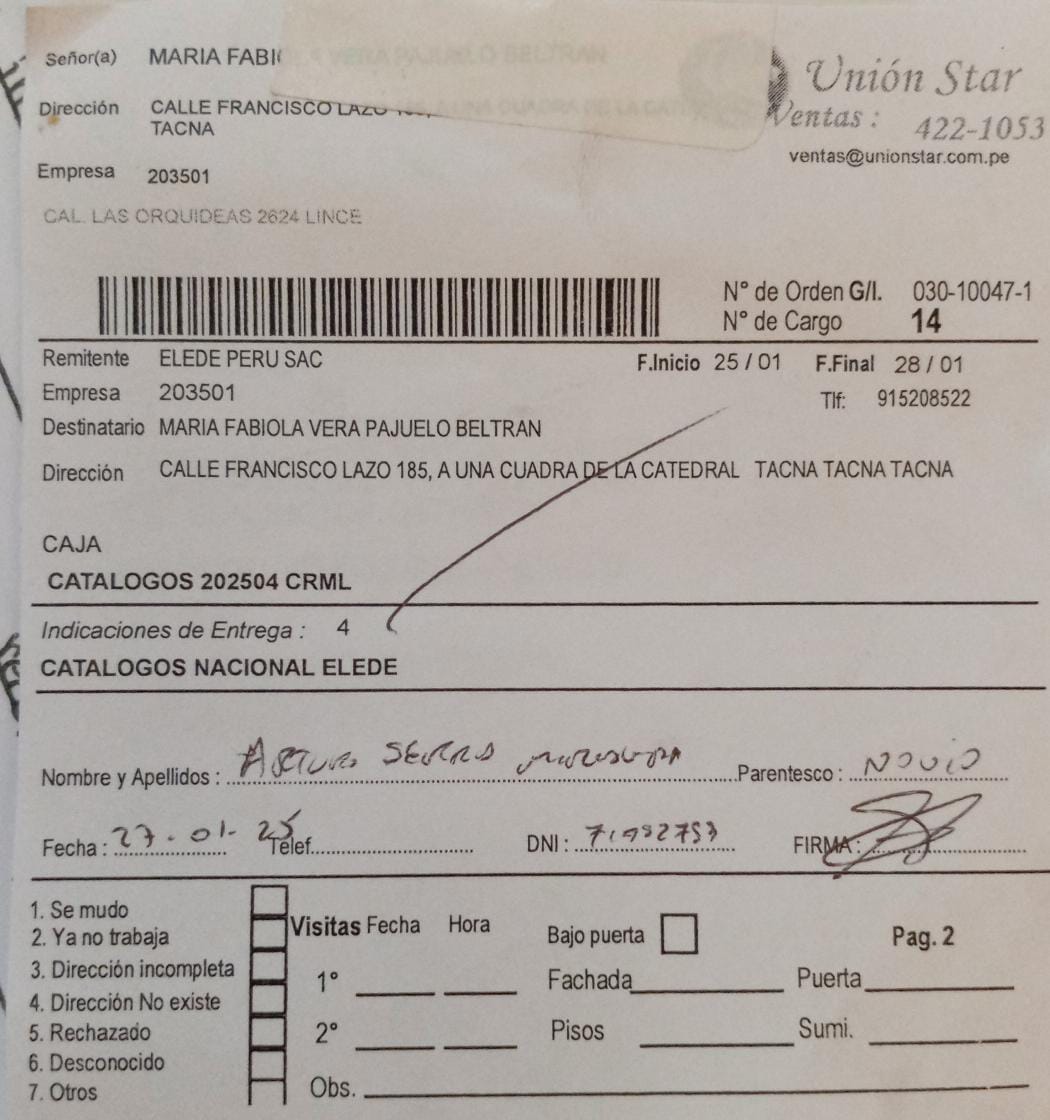 Señor(a) MARIA FABI
Dirección CALLE FRANCISCO LAZO
TACNA
Empresa 203501
CAL. LAS ORQUIDEAS 2624 LINCE
Unión Star
Ventas : 422-1053
ventas@unionstar.com.pe
N° de Orden G/I. 030-10047-1
N° de Cargo 14
Remitente ELEDE PERU SAC F.Inicio 25 / 01 F.Final 28 / 01
Empresa 203501 Tlf: 915208522
Destinatario MARIA FABIOLA VERA PAJUELO BELTRAN
Dirección CALLE FRANCISCO LAZO 185, A UNA CUADRA DE LA CATEDRAL TACNA TACNA TACNA
CAJA
CATALOGOS 202504 CRML
Indicaciones de Entrega : 4
CATALOGOS NACIONAL ELEDE
Nombre y Apellidos : Parentesco : NOVIO
Fecha : 27-01-25 Telef. DNI : FIRMA :
1. Se mudo
2. Ya no trabaja
3. Dirección incompleta
4. Dirección No existe
5. Rechazado
6. Desconocido
7. Otros
Visitas Fecha Hora
1°
2°
Obs.
Bajo puerta
Fachada
Pisos
Pag. 2
Puerta
Sumi.